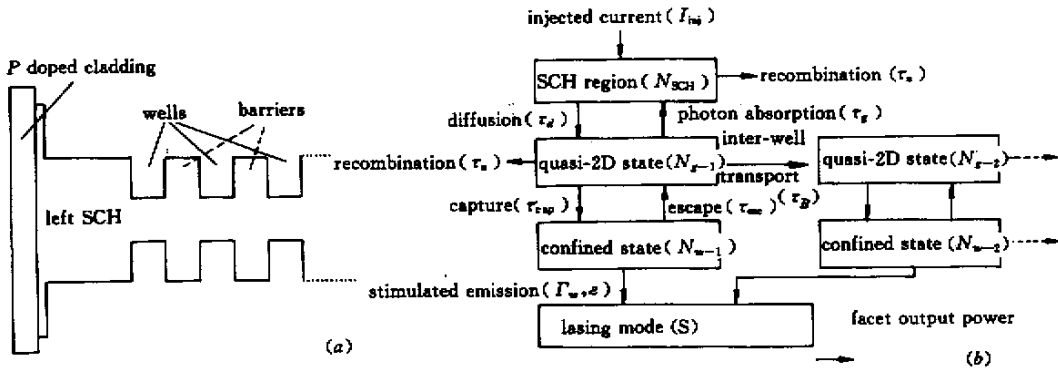 P doped cladding
wells
barriers
left SCH
(a)
injected current(I_inj)
SCH region(N_SCH)
recombination(τ_n)
diffusion(τ_d)
photon absorption(τ_g)
inter-well
recombination(τ_n)
quasi-2D state(N_g-1)
transport
quasi-2D state(N_g-2)
capture(τ_cap)
escape(τ_esc)
(τ_B)
confined state(N_w-1)
confined state(N_w-2)
stimulated emission(Γ_w,ε)
lasing mode(S)
facet output power
(b)